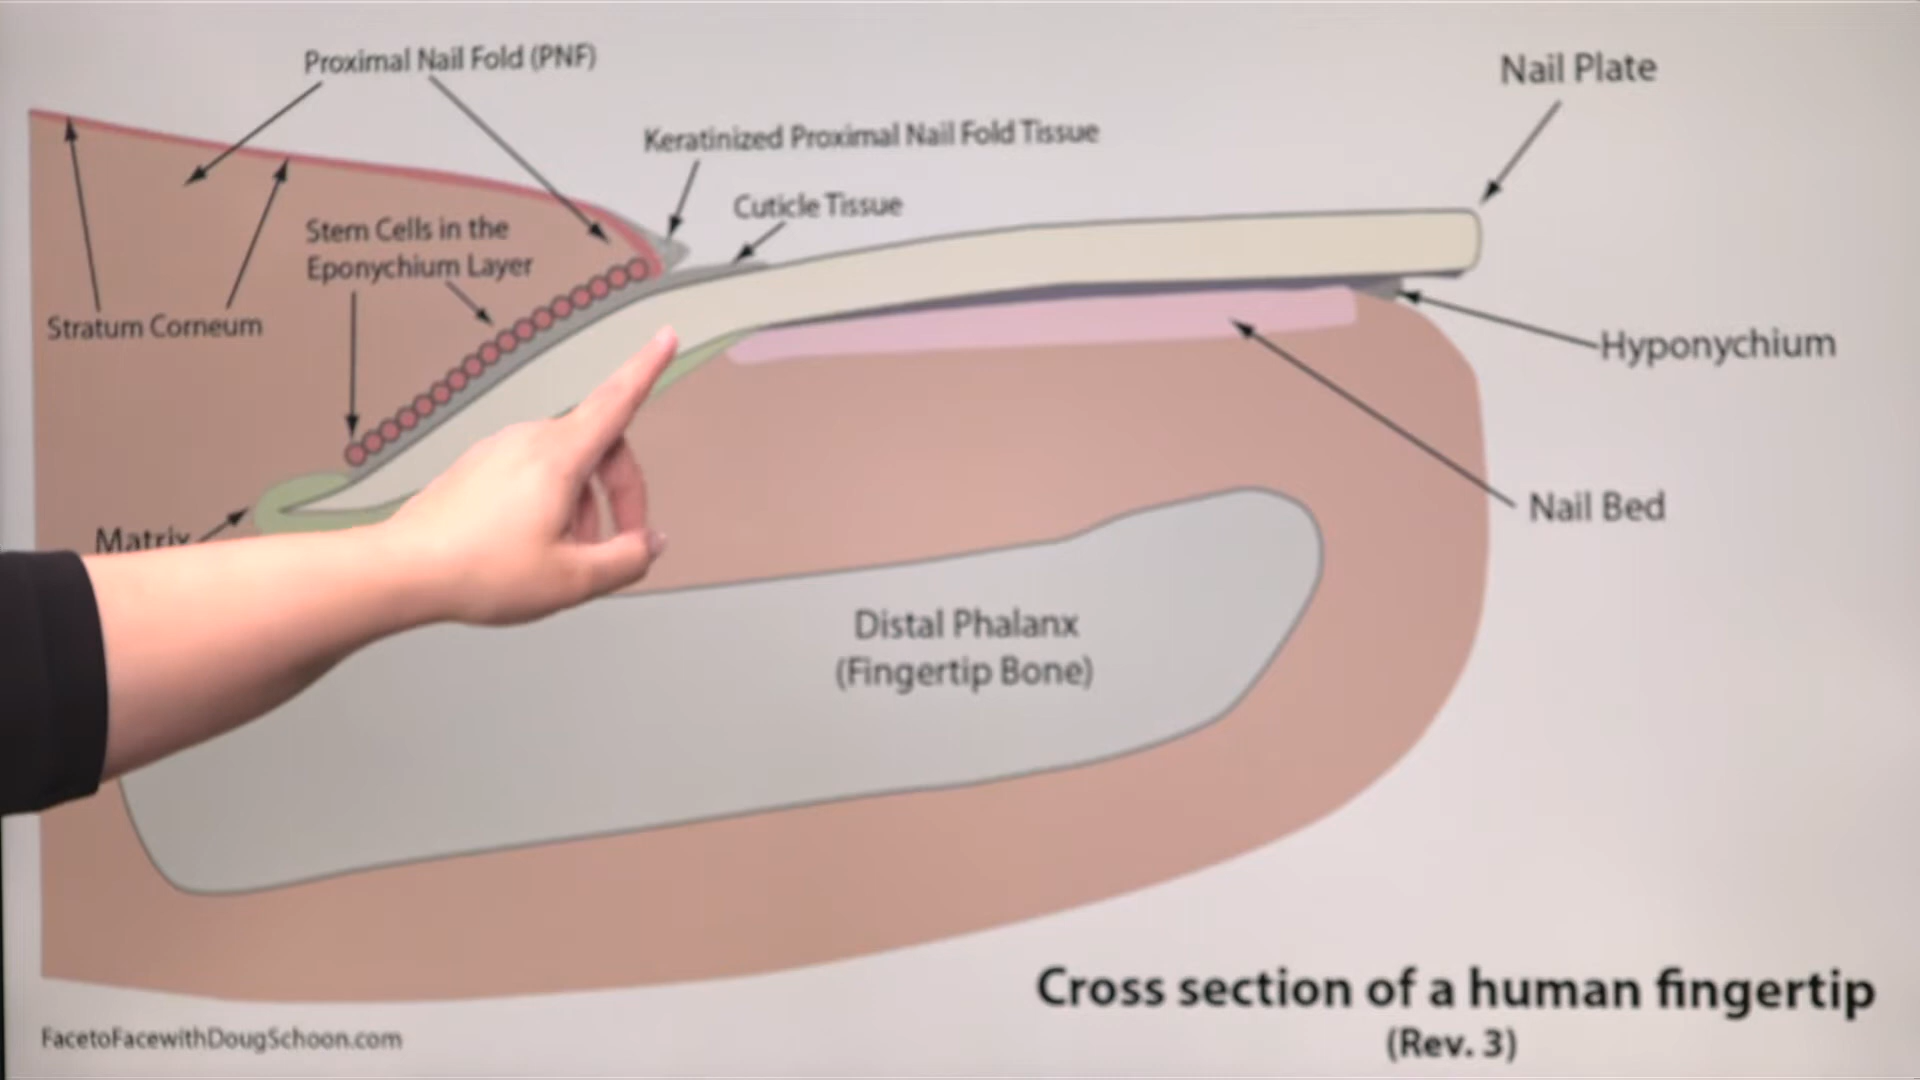 Proximal Nail Fold (PNF)
Nail Plate
Keratinized Proximal Nail Fold Tissue
Cuticle Tissue
Stem Cells in the
Eponychium Layer
Stratum Corneum
Hyponychium
Nail Bed
Matrix
Distal Phalanx
(Fingertip Bone)
Cross section of a human fingertip
(Rev. 3)
FacetoFacewithDougSchoon.com